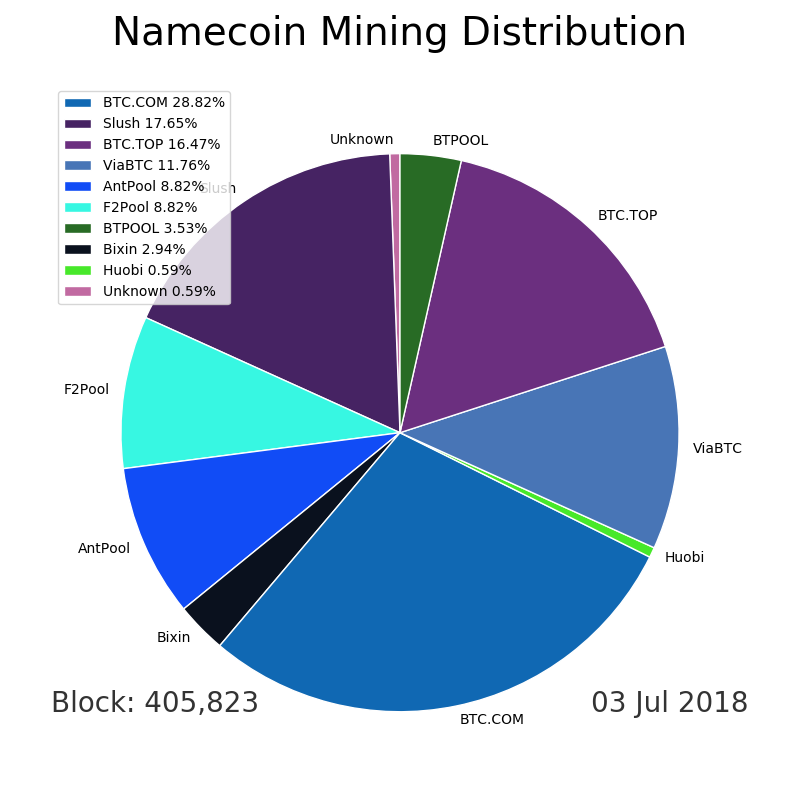 Namecoin Mining Distribution
BTC.COM 28.82%
Slush 17.65%
BTC.TOP 16.47%
ViaBTC 11.76%
AntPool 8.82%
F2Pool 8.82%
BTPOOL 3.53%
Bixin 2.94%
Huobi 0.59%
Unknown 0.59%
Unknown
BTPOOL
Slush
BTC.TOP
F2Pool
ViaBTC
AntPool
Huobi
Bixin
BTC.COM
Block: 405,823
03 Jul 2018